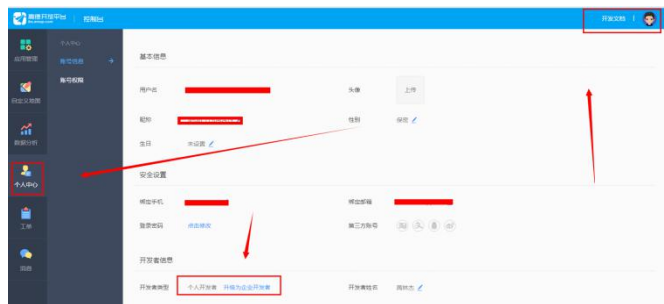 高德开放平台 | 控制台
开发文档 |
应用管理
自定义地图
数据分析
个人中心
工单
消息
个人中心
账号信息 →
账号权限
基本信息
用户名
头像 上传
昵称
性别 保密
生日 未设置
安全设置
绑定手机
绑定邮箱
登录密码 点击修改
第三方账号
开发者信息
开发者类型 个人开发者 升级为企业开发者
开发者姓名